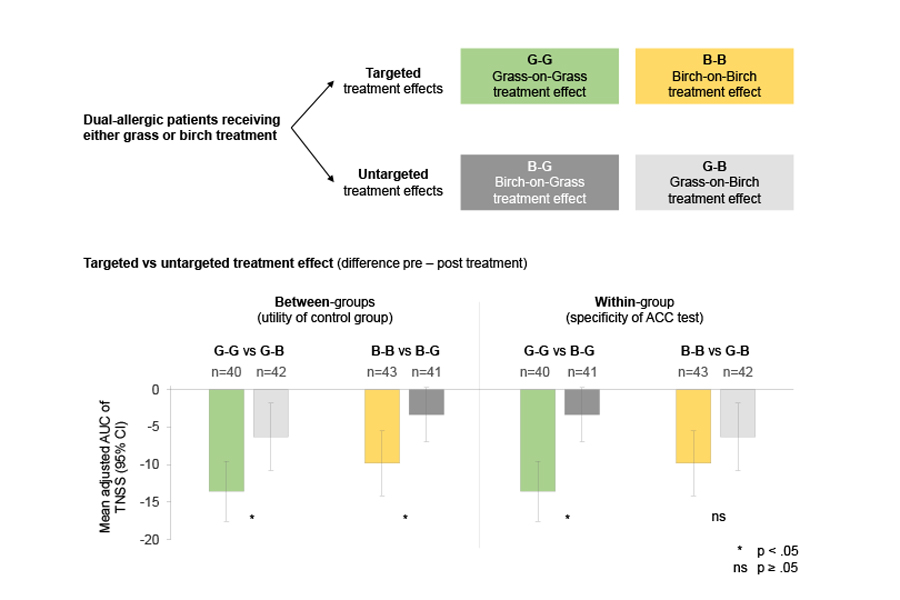 Dual-allergic patients receiving
either grass or birch treatment
Targeted
treatment effects
G-G
Grass-on-Grass
treatment effect
B-B
Birch-on-Birch
treatment effect
Untargeted
treatment effects
B-G
Birch-on-Grass
treatment effect
G-B
Grass-on-Birch
treatment effect
Targeted vs untargeted treatment effect (difference pre – post treatment)
Between-groups
(utility of control group)
Within-group
(specificity of ACC test)
G-G vs G-B
B-B vs B-G
G-G vs B-G
B-B vs G-B
n=40 n=42
n=43 n=41
n=40 n=41
n=43 n=42
Mean adjusted AUC of
TNSS (95% CI)
0
-5
-10
-15
-20
*
*
*
ns
* p < .05
ns p ≥ .05